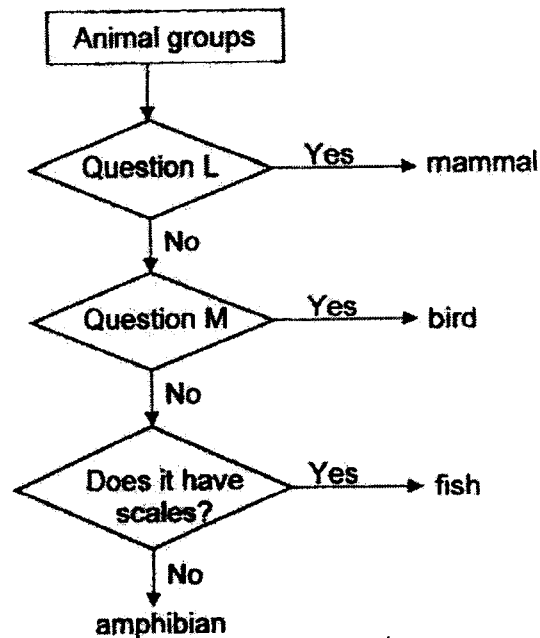 Animal groups
Question L
Yes
mammal
No
Question M
Yes
bird
No
Does it have
scales?
Yes
fish
No
amphibian